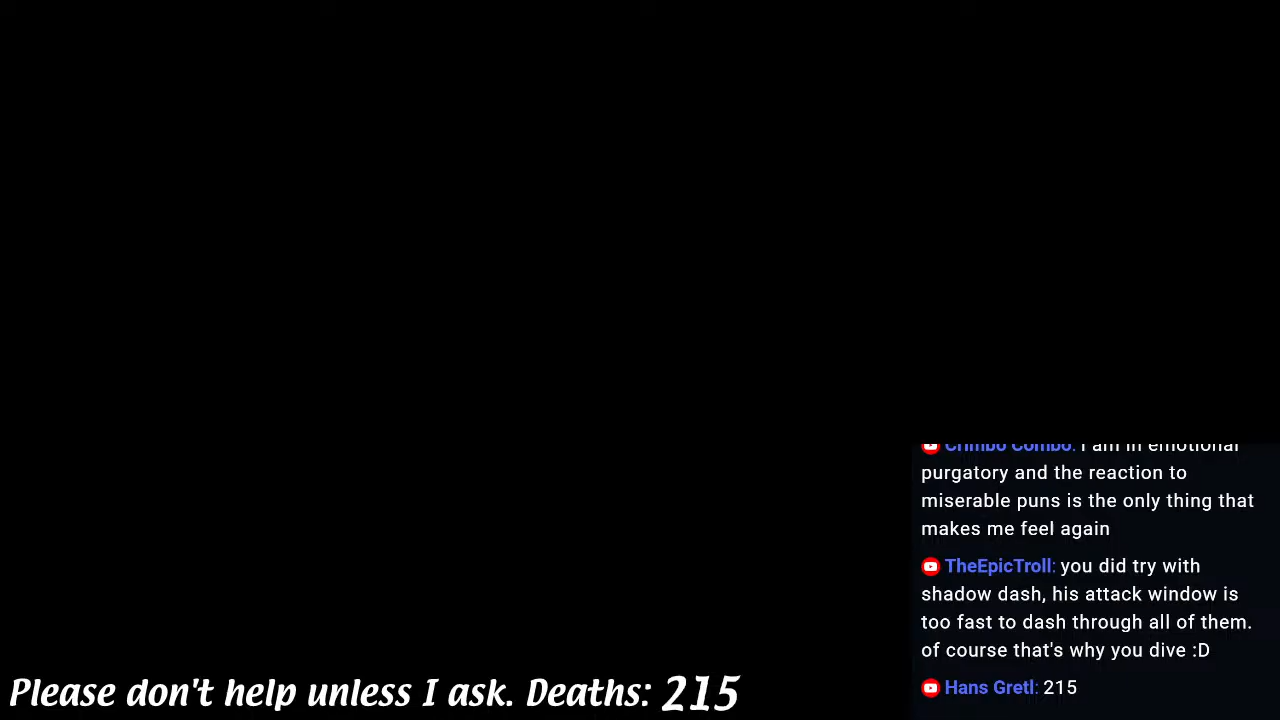 Crimbo Combo: I am in emotional
purgatory and the reaction to
miserable puns is the only thing that
makes me feel again
TheEpicTroll: you did try with
shadow dash, his attack window is
too fast to dash through all of them.
of course that's why you dive :D
Hans Gretl: 215
Please don't help unless I ask. Deaths: 215